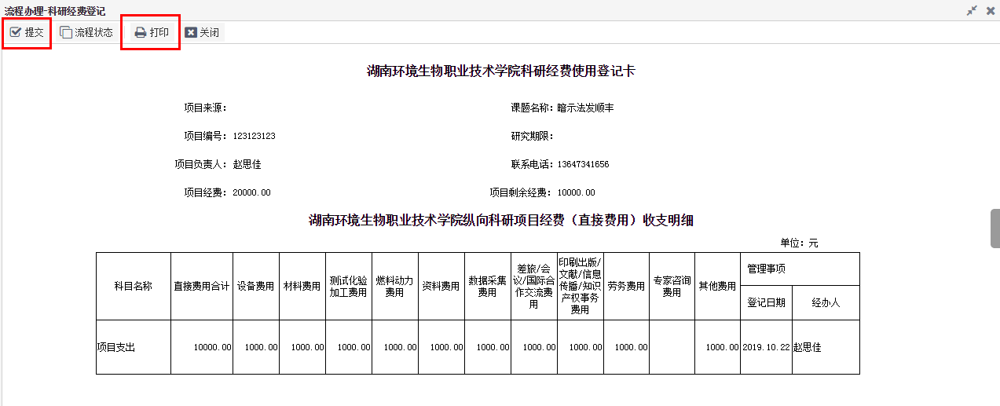 流程办理-科研经费登记
提交 流程状态 打印 关闭
湖南环境生物职业技术学院科研经费使用登记卡
项目来源： 课题名称：暗示法发顺丰
项目编号：123123123 研究期限：
项目负责人：赵思佳 联系电话：13647341656
项目经费：20000.00 项目剩余经费：10000.00
湖南环境生物职业技术学院纵向科研项目经费（直接费用）收支明细
单位：元
科目名称
直接费用合计
设备费用
材料费用
测试化验
加工费用
燃料动力
费用
资料费用
数据采集
费用
差旅/会
议/国际合
作交流费
用
印刷出版/
文献/信息
传播/知识
产权事务
费用
劳务费用
专家咨询
费用
其他费用
管理事项
登记日期 经办人
项目支出 10000.00 1000.00 1000.00 1000.00 1000.00 1000.00 1000.00 1000.00 1000.00 1000.00 1000.00 2019.10.22 赵思佳